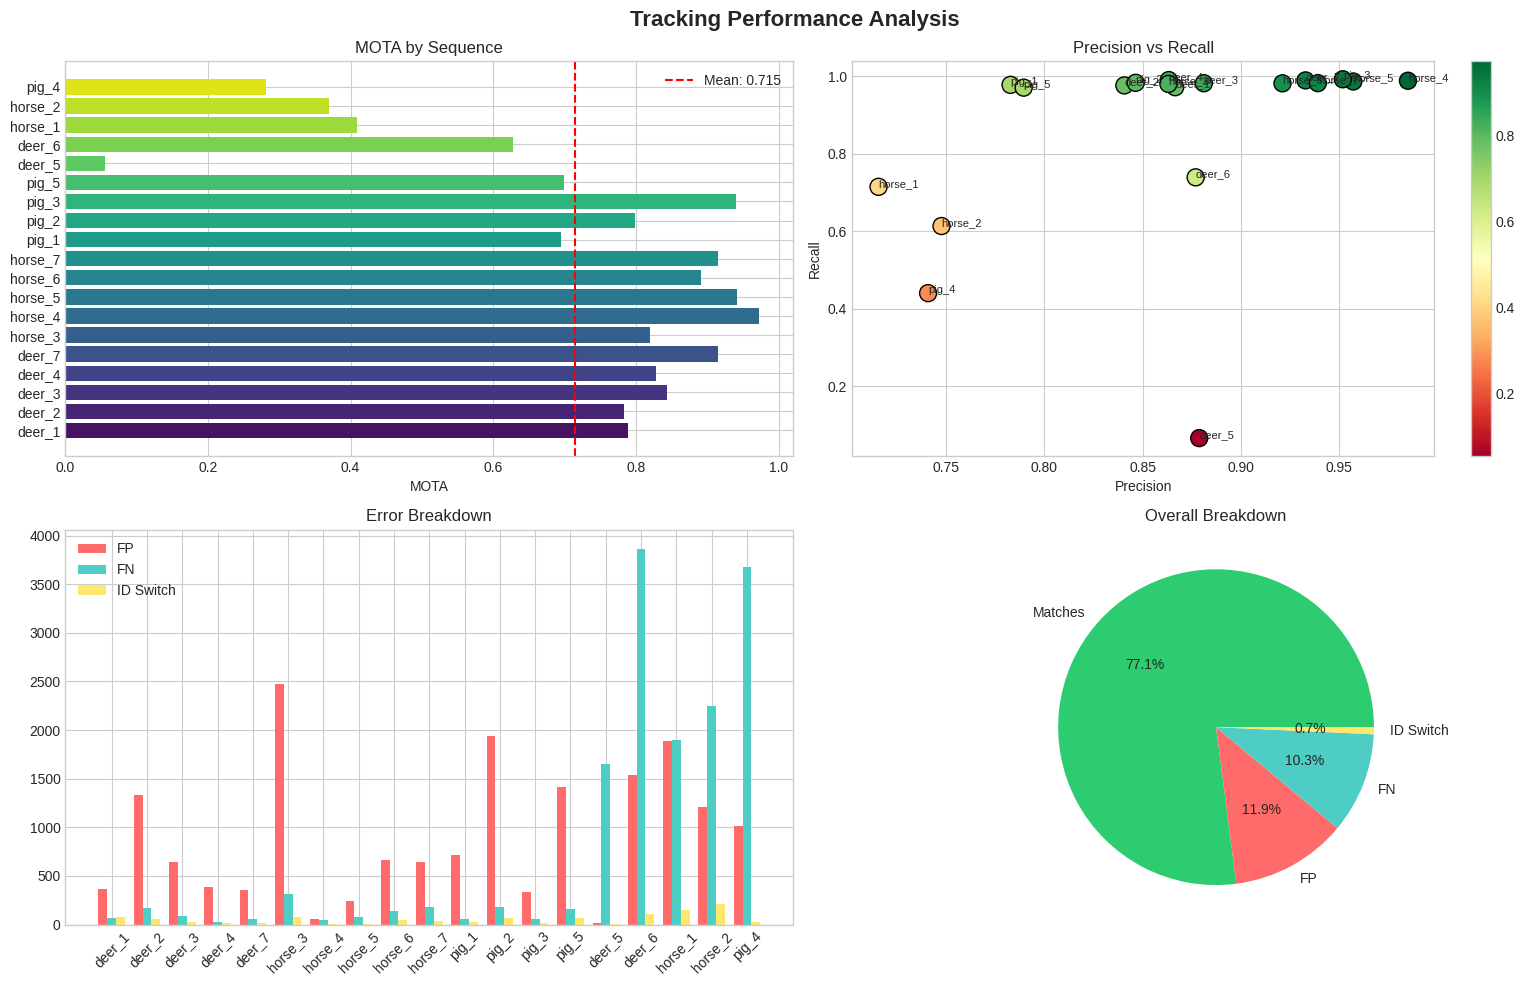 Tracking Performance Analysis
MOTA by Sequence
Mean: 0.715
pig_4
horse_2
horse_1
deer_6
deer_5
pig_5
pig_3
pig_2
pig_1
horse_7
horse_6
horse_5
horse_4
horse_3
deer_7
deer_4
deer_3
deer_2
deer_1
0.0 0.2 0.4 0.6 0.8 1.0
MOTA
Precision vs Recall
1.0
0.8
0.6
0.4
0.2
Recall
pig_1
pig_5
deer_2
deer_3
horse_5
horse_4
horse_1
deer_6
horse_2
pig_4
deer_5
0.75 0.80 0.85 0.90 0.95
Precision
0.8
0.6
0.4
0.2
Error Breakdown
FP
FN
ID Switch
4000
3500
3000
2500
2000
1500
1000
500
0
deer_1 deer_2 deer_3 deer_4 deer_7 horse_3 horse_4 horse_5 horse_6 horse_7 pig_1 pig_2 pig_3 pig_5 deer_5 deer_6 horse_1 horse_2 pig_4
Overall Breakdown
Matches
77.1%
0.7%
ID Switch
10.3%
FN
11.9%
FP